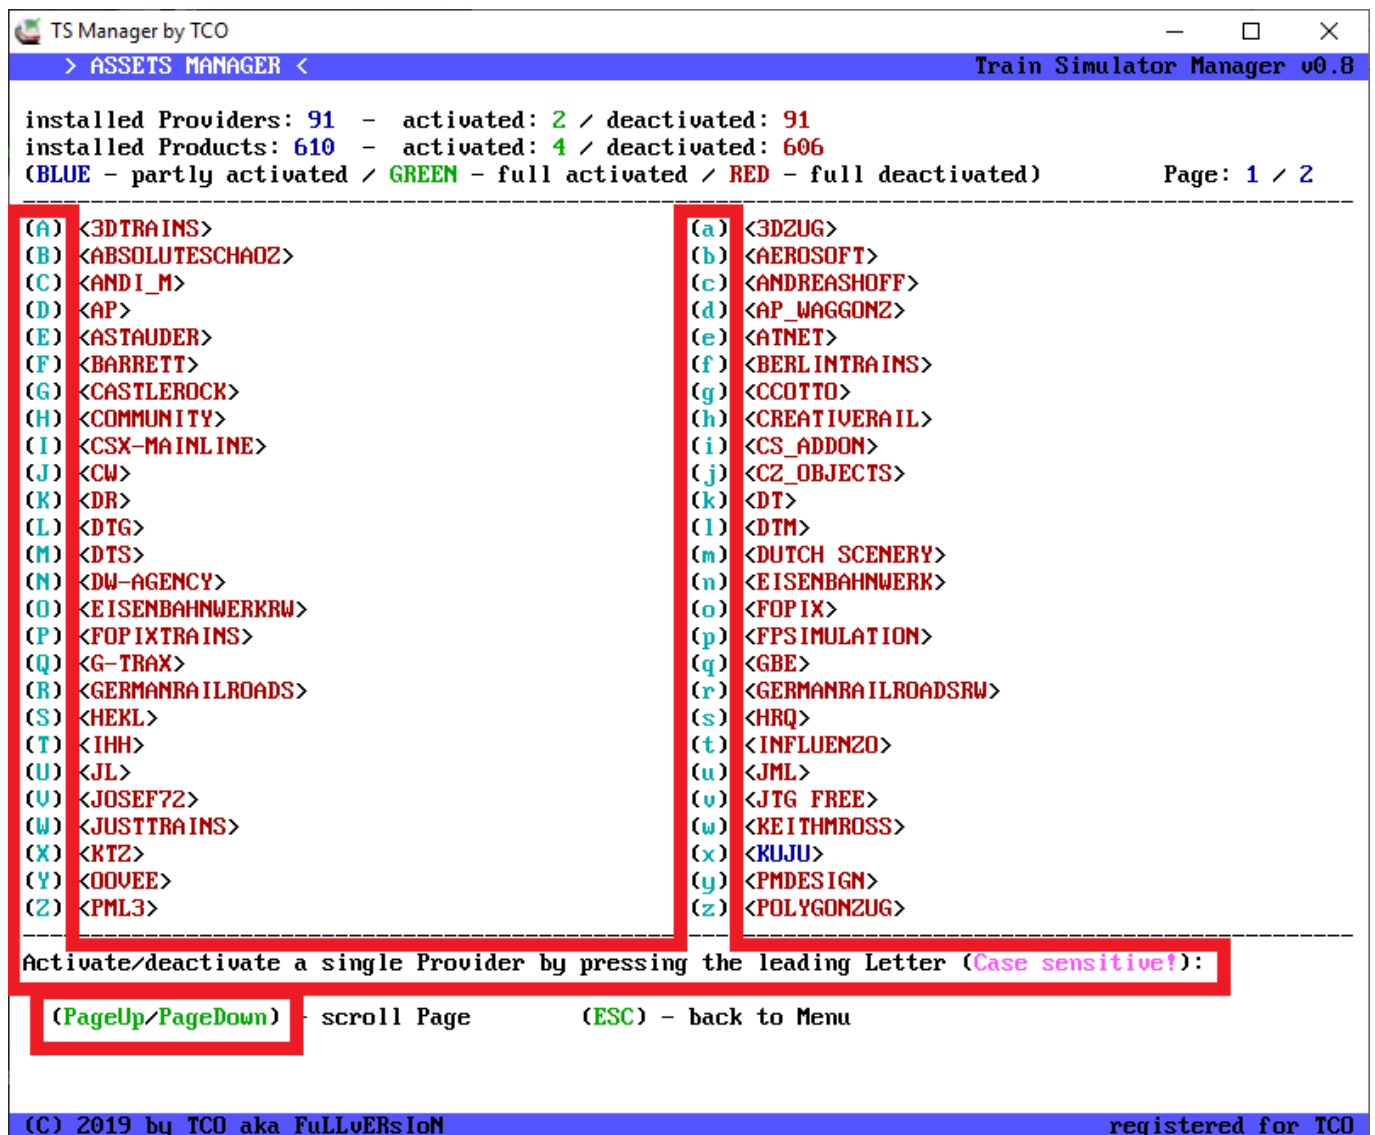 TS Manager by TCO
> ASSETS MANAGER < Train Simulator Manager v0.8
installed Providers: 91 - activated: 2 / deactivated: 91
installed Products: 610 - activated: 4 / deactivated: 606
(BLUE - partly activated / GREEN - full activated / RED - full deactivated) Page: 1 / 2
(A) <3DTRAINS> (a) <3DZUG>
(B) <ABSOLUTESCHAOZ> (b) <AEROSOFT>
(C) <ANDI_M> (c) <ANDREASHOFF>
(D) <AP> (d) <AP_WAGGONZ>
(E) <ASTAUDER> (e) <ATNET>
(F) <BARRETT> (f) <BERLINTRAINS>
(G) <CASTLEROCK> (g) <CCOTTO>
(H) <COMMUNITY> (h) <CREATIVERAIL>
(I) <CSX-MAINLINE> (i) <CS_ADDON>
(J) <CW> (j) <CZ_OBJECTS>
(K) <DR> (k) <DT>
(L) <DTG> (l) <DTM>
(M) <DTS> (m) <DUTCH SCENERY>
(N) <DW-AGENCY> (n) <EISENBAHNWERK>
(O) <EISENBAHNWERKRW> (o) <FOPIX>
(P) <FOPIXTRAINS> (p) <FPSIMULATION>
(Q) <G-TRAX> (q) <GBE>
(R) <GERMANRAILROADS> (r) <GERMANRAILROADSRW>
(S) <HEKL> (s) <HRQ>
(T) <IHH> (t) <INFLUENZO>
(U) <JL> (u) <JML>
(V) <JOSEF72> (v) <JTG FREE>
(W) <JUSTTRAINS> (w) <KEITHMROSS>
(X) <KTZ> (x) <KUJU>
(Y) <OOVEE> (y) <PMDESIGN>
(Z) <PML3> (z) <POLYGONZUG>
Activate/deactivate a single Provider by pressing the leading Letter (Case sensitive!):
(PageUp/PageDown) - scroll Page (ESC) - back to Menu
(C) 2019 by TCO aka FuLLvERsIoN registered for TCO